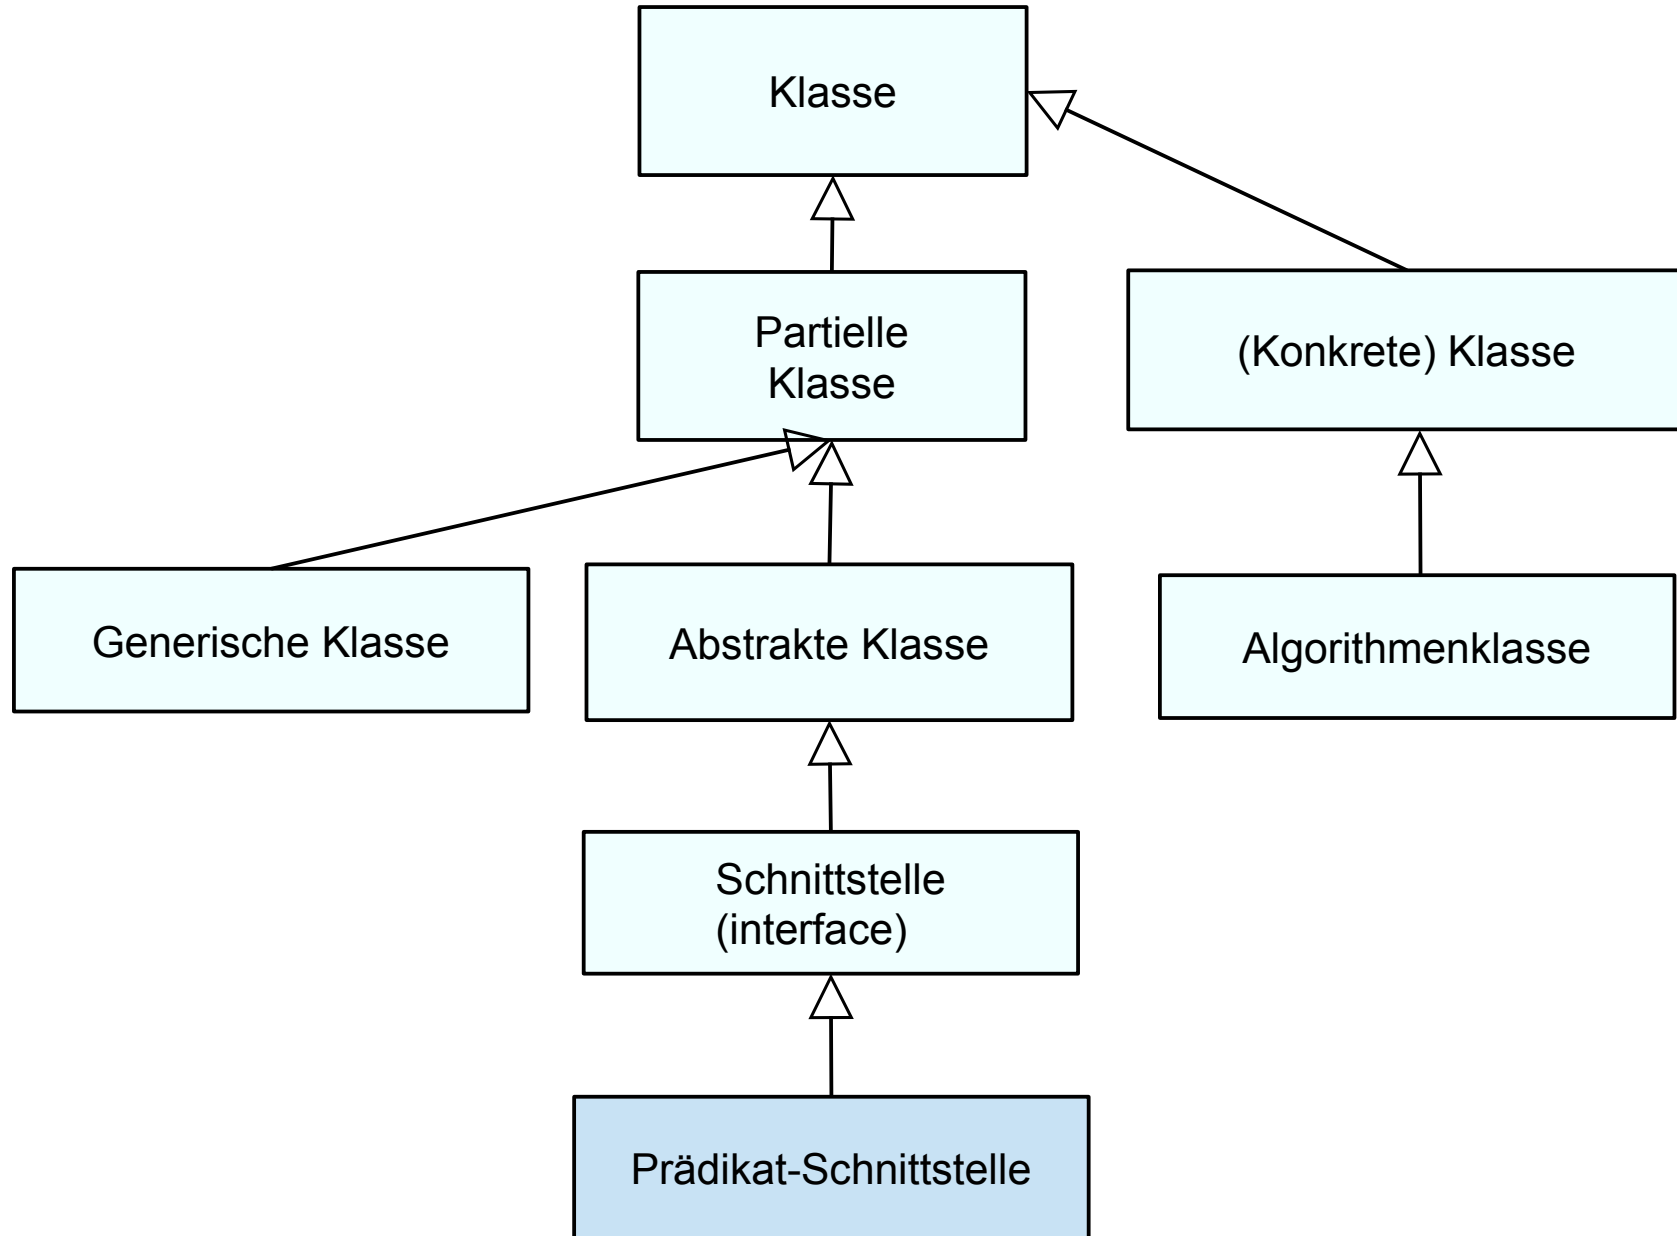 Klasse
Partielle
Klasse
(Konkrete) Klasse
Generische Klasse
Abstrakte Klasse
Algorithmenklasse
Schnittstelle
(interface)
Prädikat-Schnittstelle